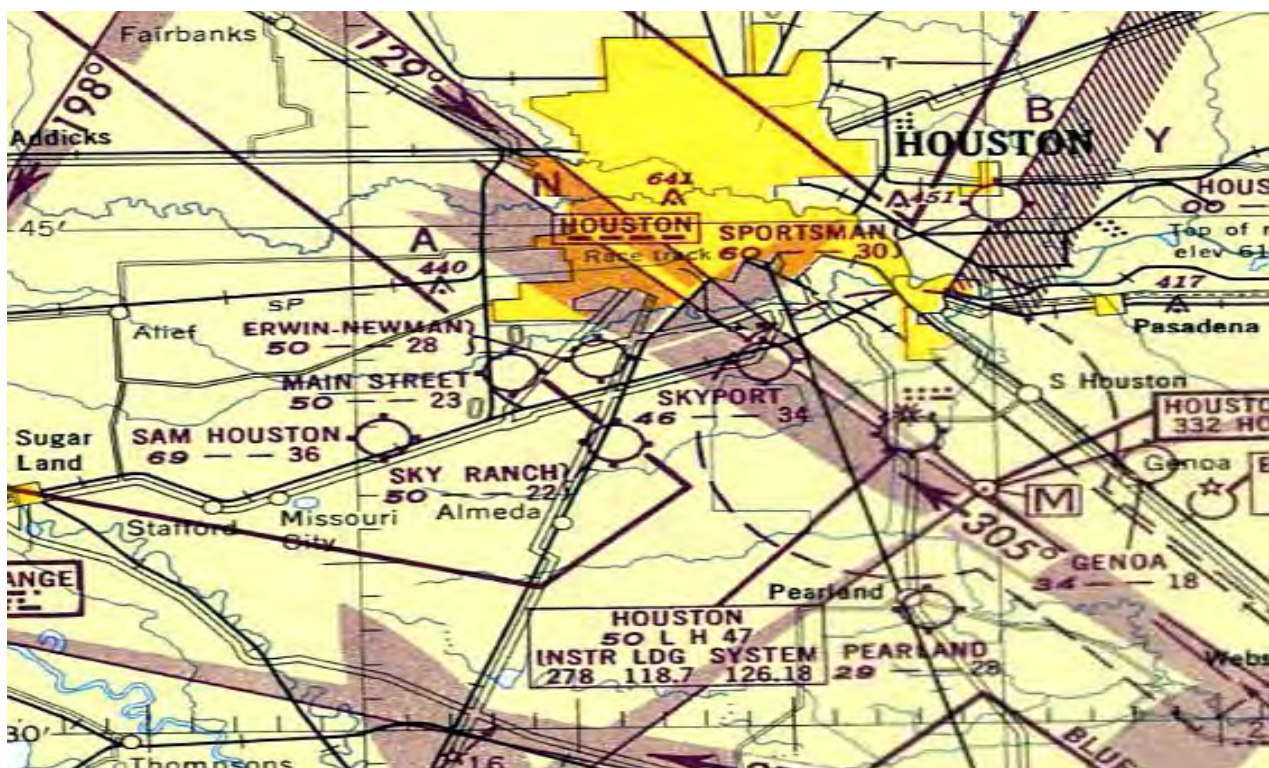 Fairbanks
129°
198°
Addicks
B
HOUSTON
Y
N
641
451
HOUS
00 —
Top of
elev 61
45'
A
HOUSTON
SPORTSMAN
60 — — 30
Race track
440
417
SP
Alief
Pasadena
ERWIN-NEWMAN
50 — — 28
MAIN STREET
50 — — 23
S Houston
SKYPORT
46 — — 34
HOUSTO
332 HO
SAM HOUSTON
69 — — 36
Sugar
Land
SKY RANCH
50 — — 22
Almeda
Genoa
M
Stafford
Missouri
City
305°
GENOA
34 — — 18
ANGE
Pearland
HOUSTON
50 L H 47
INSTR LDG SYSTEM
278 118.7 126.18
PEARLAND
29 — — 28
Webs
30'
BLUE
Thompsons
16
2